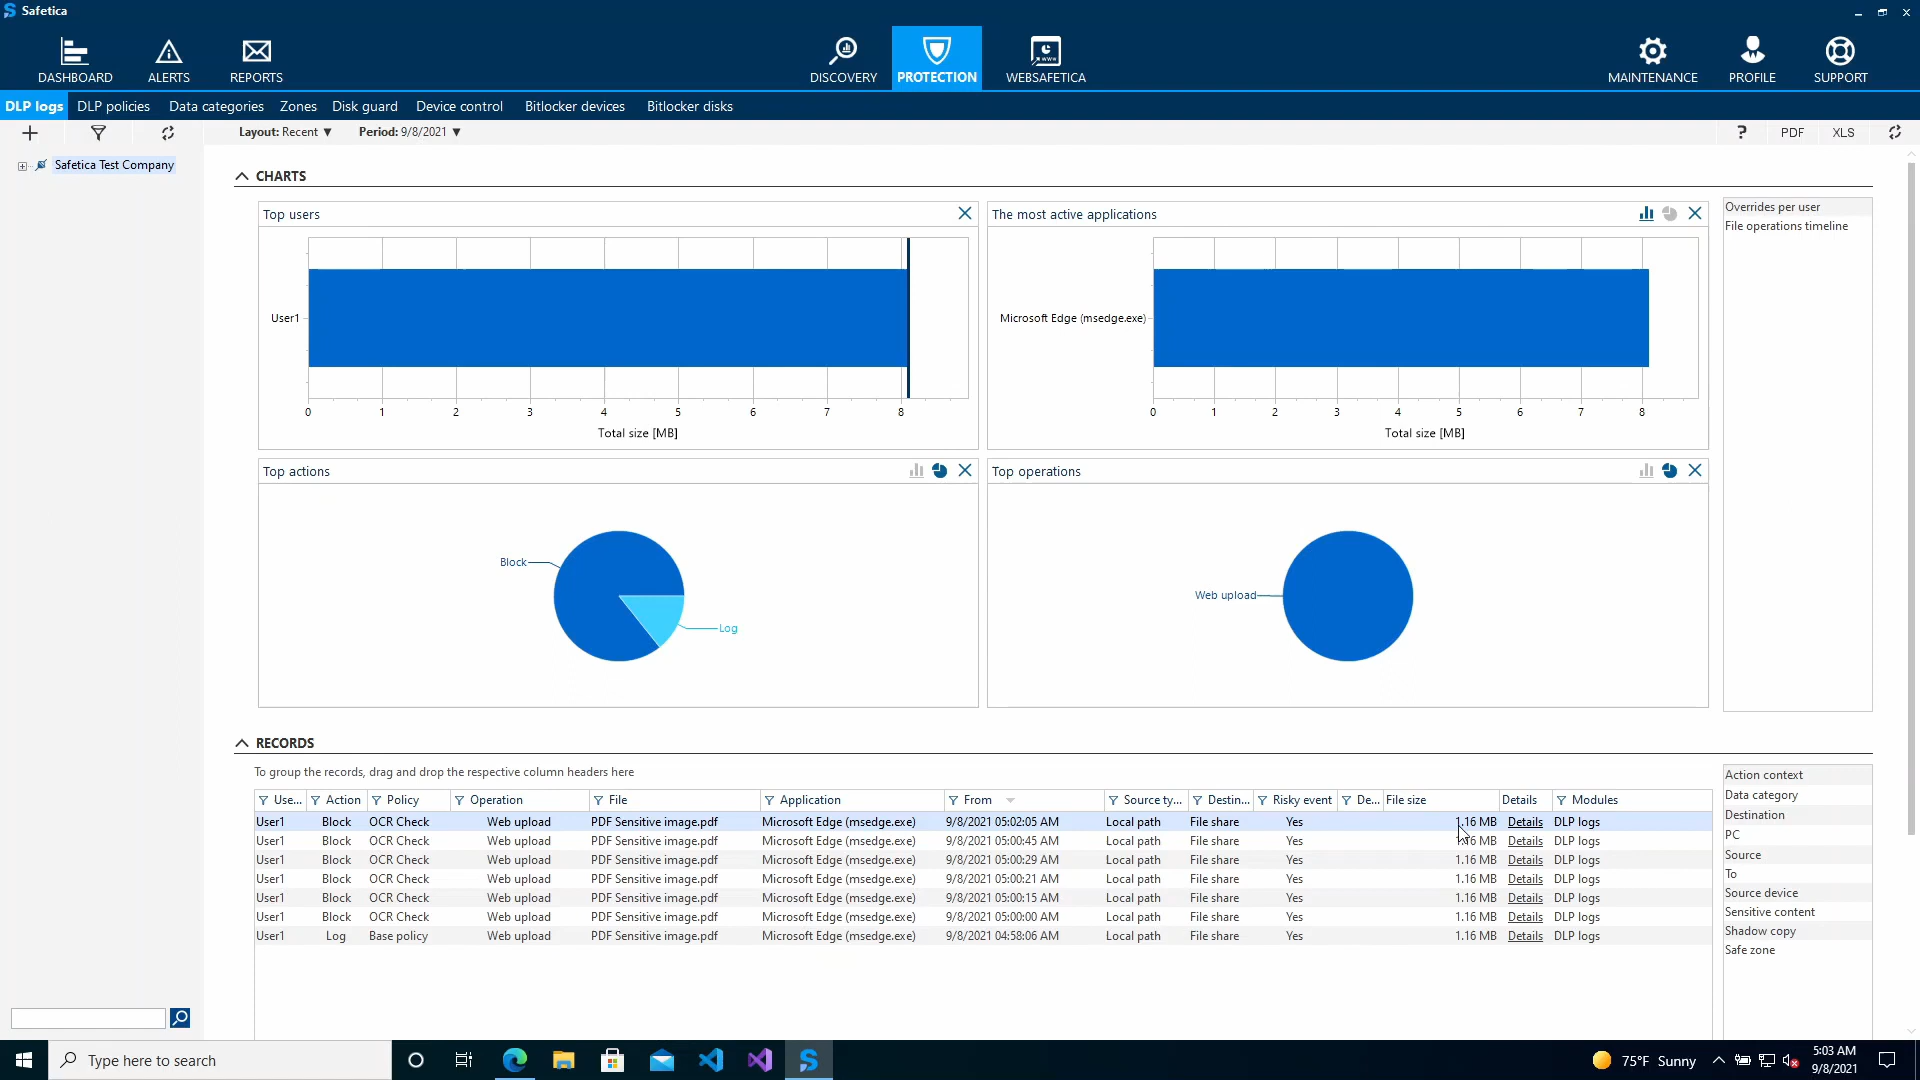 Safetica
DASHBOARD ALERTS REPORTS DISCOVERY PROTECTION WEBSAFETICA MAINTENANCE PROFILE SUPPORT
DLP logs DLP policies Data categories Zones Disk guard Device control Bitlocker devices Bitlocker disks
Layout: Recent ▼ Period: 9/8/2021 ▼ ? PDF XLS
Safetica Test Company
CHARTS
Top users
User1
0 1 2 3 4 5 6 7 8
Total size [MB]
The most active applications
Microsoft Edge (msedge.exe)
0 1 2 3 4 5 6 7 8
Total size [MB]
Overrides per user
File operations timeline
Top actions
Block
Log
Top operations
Web upload
RECORDS
To group the records, drag and drop the respective column headers here
Use... Action Policy Operation File Application From Source ty... Destin... Risky event De... File size Details Modules
User1 Block OCR Check Web upload PDF Sensitive image.pdf Microsoft Edge (msedge.exe) 9/8/2021 05:02:05 AM Local path File share Yes 1.16 MB Details DLP logs
User1 Block OCR Check Web upload PDF Sensitive image.pdf Microsoft Edge (msedge.exe) 9/8/2021 05:00:45 AM Local path File share Yes 1.16 MB Details DLP logs
User1 Block OCR Check Web upload PDF Sensitive image.pdf Microsoft Edge (msedge.exe) 9/8/2021 05:00:29 AM Local path File share Yes 1.16 MB Details DLP logs
User1 Block OCR Check Web upload PDF Sensitive image.pdf Microsoft Edge (msedge.exe) 9/8/2021 05:00:21 AM Local path File share Yes 1.16 MB Details DLP logs
User1 Block OCR Check Web upload PDF Sensitive image.pdf Microsoft Edge (msedge.exe) 9/8/2021 05:00:15 AM Local path File share Yes 1.16 MB Details DLP logs
User1 Block OCR Check Web upload PDF Sensitive image.pdf Microsoft Edge (msedge.exe) 9/8/2021 05:00:00 AM Local path File share Yes 1.16 MB Details DLP logs
User1 Log Base policy Web upload PDF Sensitive image.pdf Microsoft Edge (msedge.exe) 9/8/2021 04:58:06 AM Local path File share Yes 1.16 MB Details DLP logs
Action context
Data category
Destination
PC
Source
To
Source device
Sensitive content
Shadow copy
Safe zone
Type here to search
75°F Sunny
5:03 AM
9/8/2021